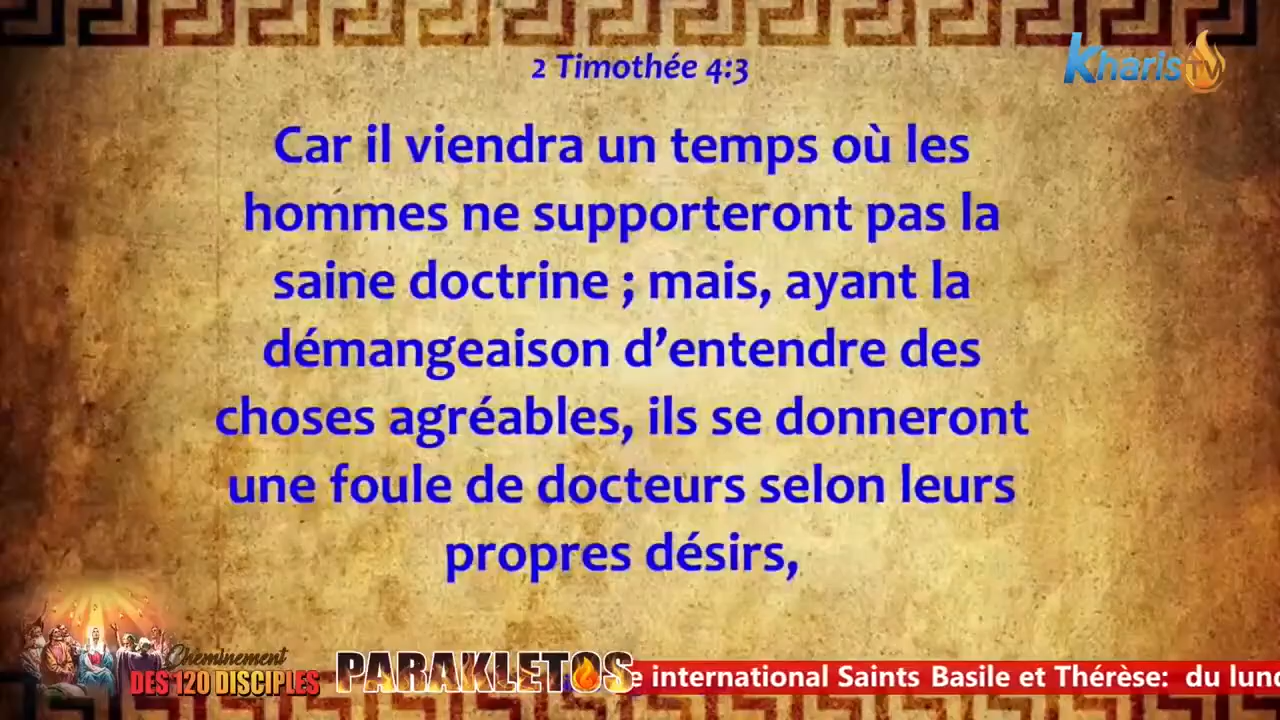 2 Timothée 4:3
Kharis TV
Car il viendra un temps où les
hommes ne supporteront pas la
saine doctrine ; mais, ayant la
démangeaison d’entendre des
choses agréables, ils se donneront
une foule de docteurs selon leurs
propres désirs,
Cheminement
DES 120 DISCIPLES
PARAKLETOS
e international Saints Basile et Thérèse: du lund